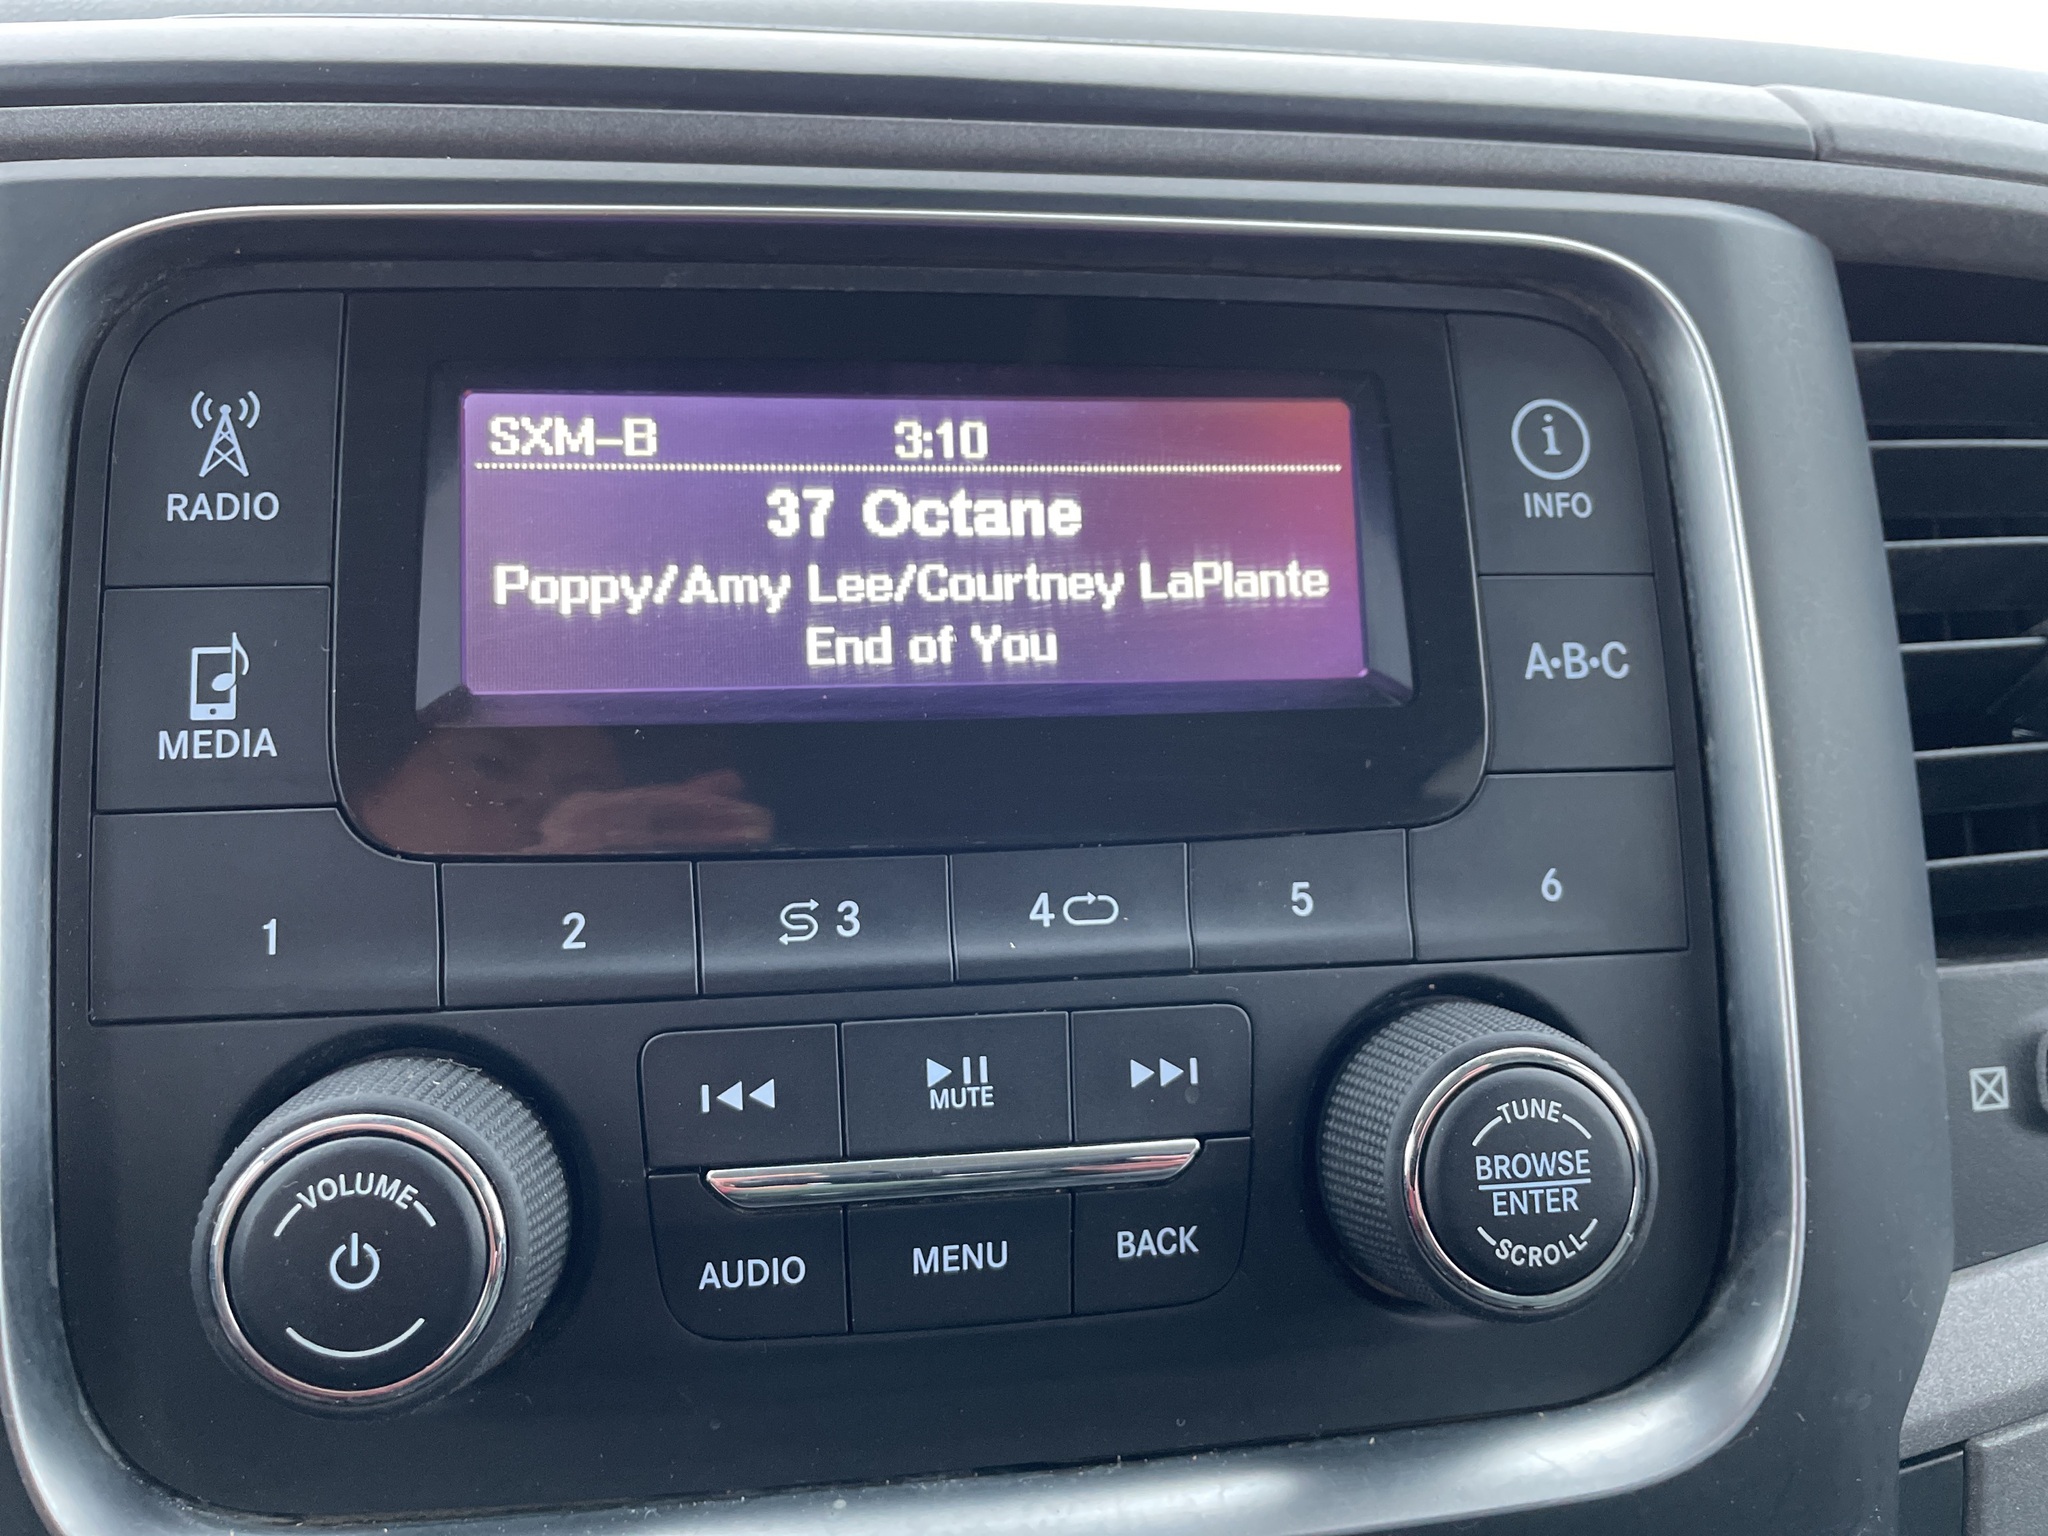 SXM-B 3:10
37 Octane
Poppy/Amy Lee/Courtney LaPlante
End of You
RADIO
MEDIA
i
INFO
A•B•C
1 2 3 4 5 6
MUTE
VOLUME
AUDIO MENU BACK
TUNE
BROWSE
ENTER
SCROLL